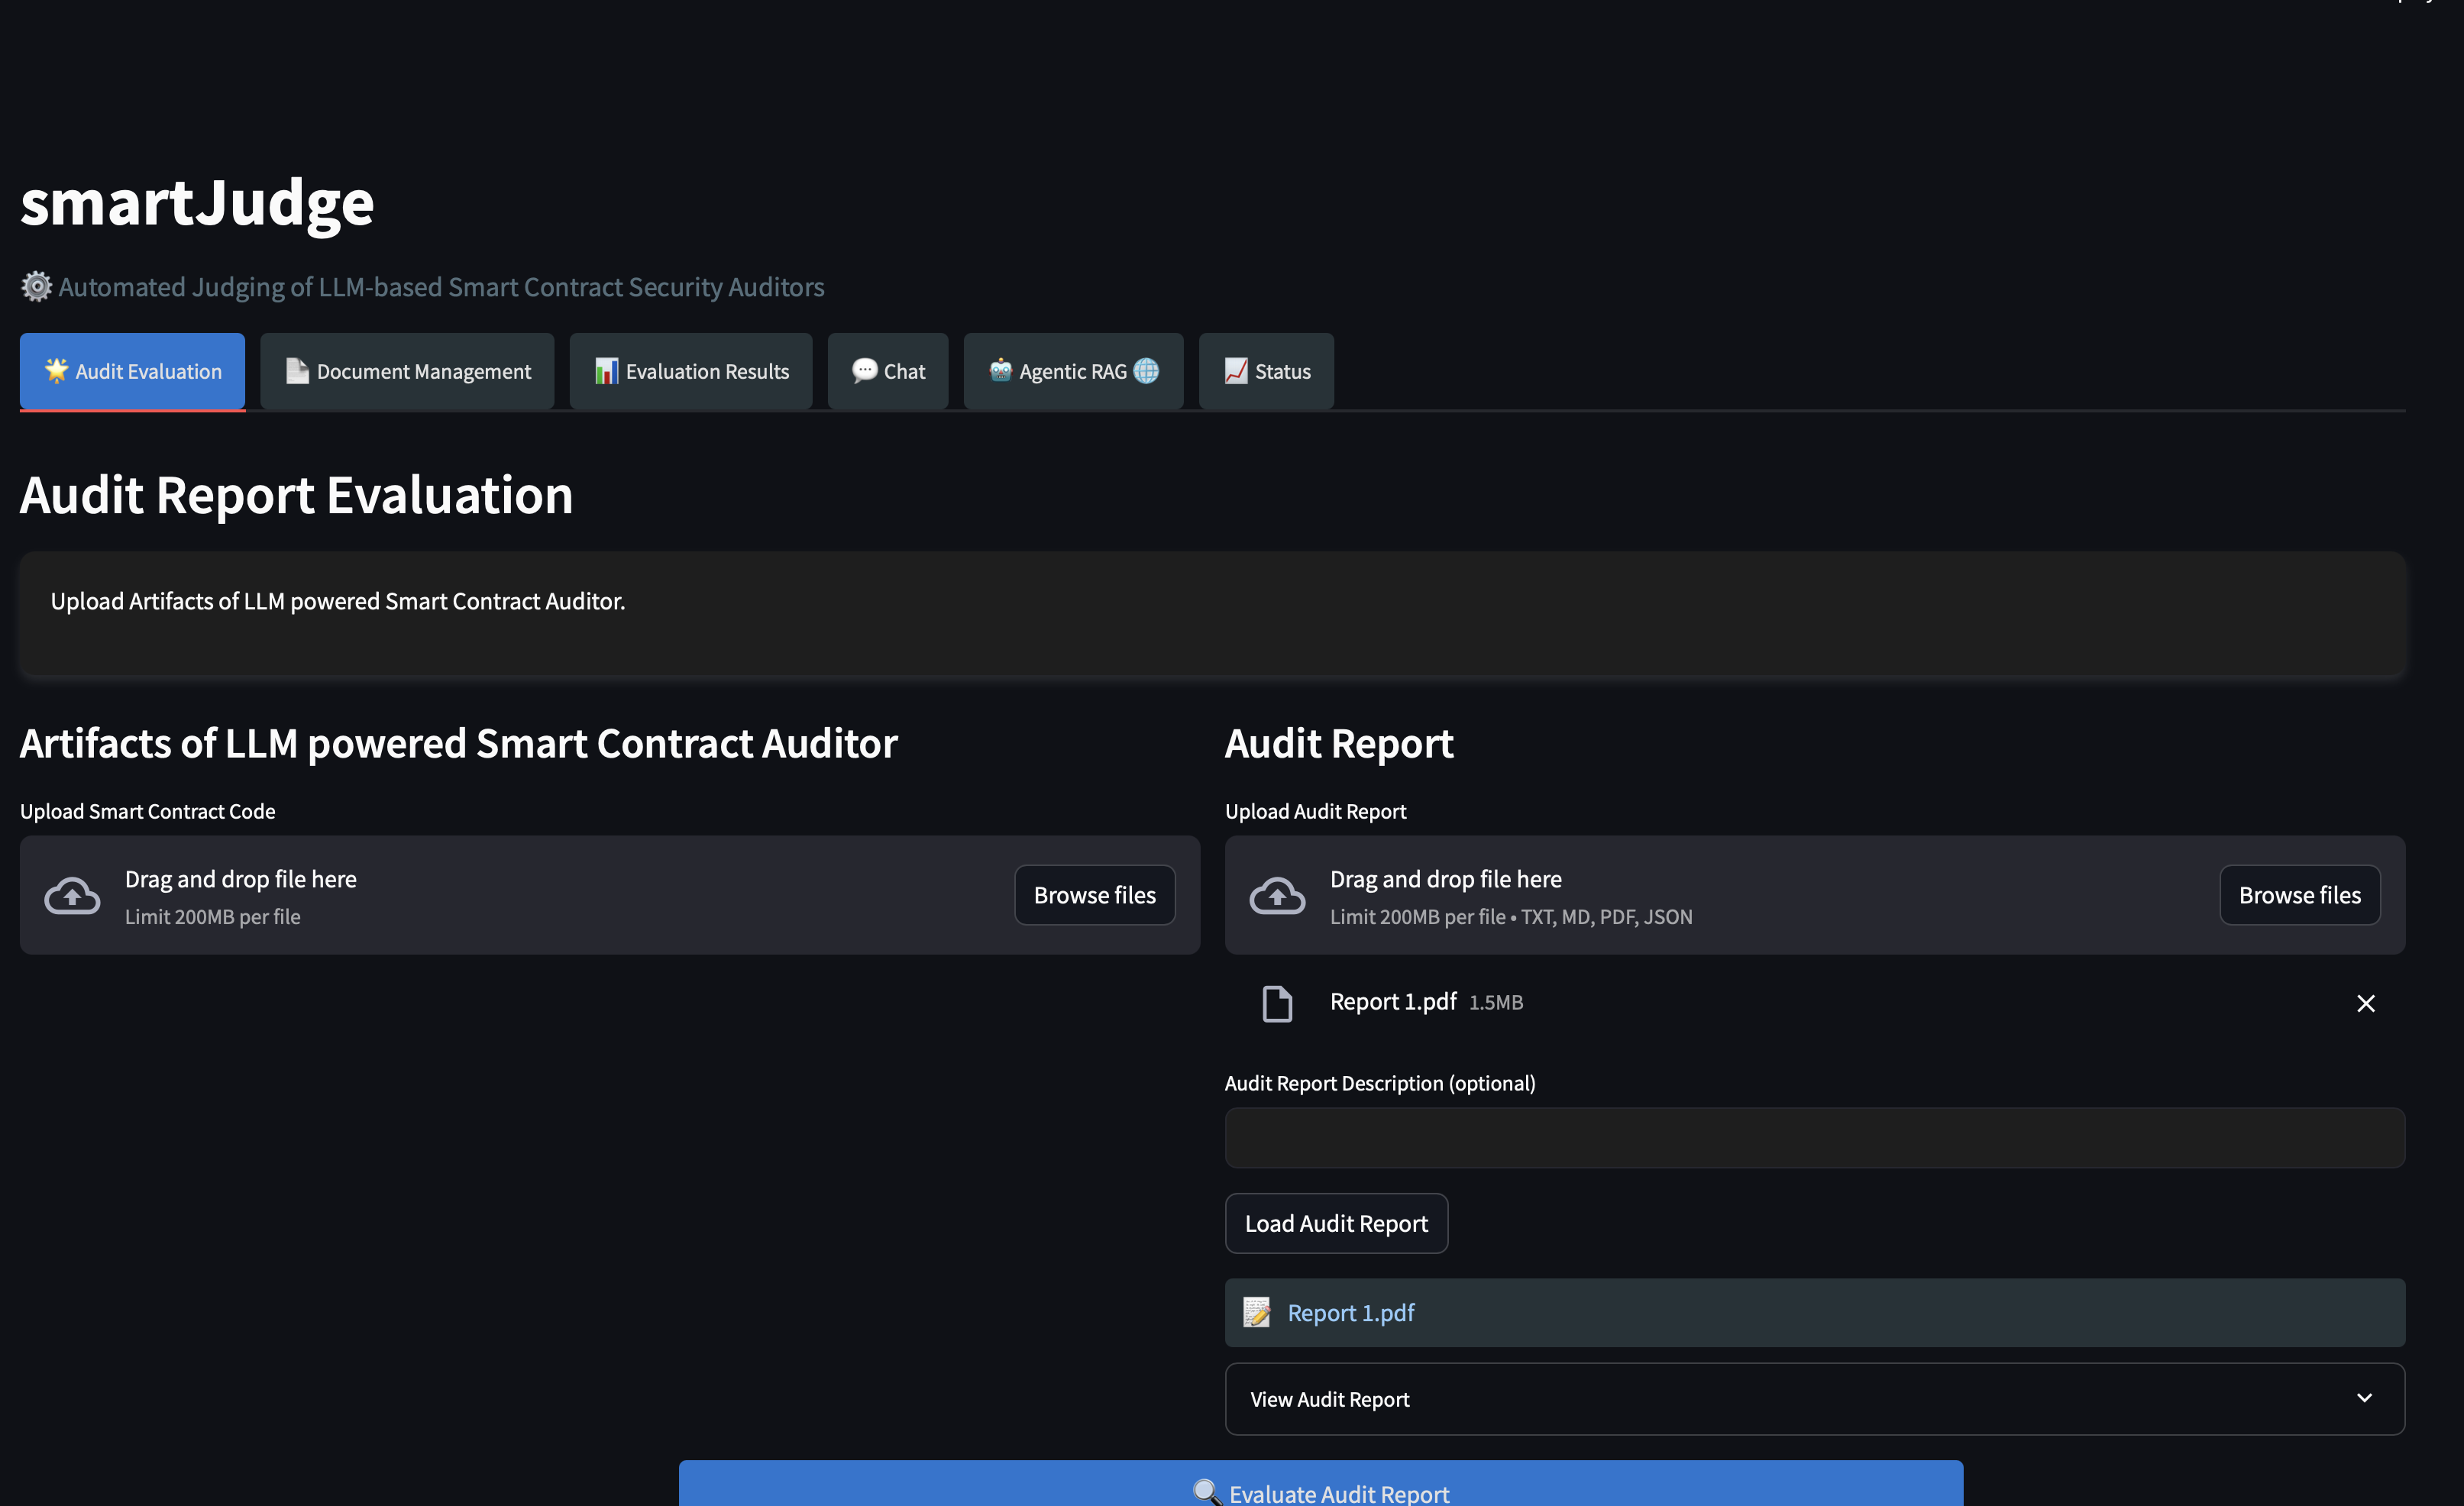 smartJudge
Automated Judging of LLM-based Smart Contract Security Auditors
Audit Evaluation
Document Management
Evaluation Results
Chat
Agentic RAG
Status
Audit Report Evaluation
Upload Artifacts of LLM powered Smart Contract Auditor.
Artifacts of LLM powered Smart Contract Auditor
Upload Smart Contract Code
Drag and drop file here
Limit 200MB per file
Browse files
Audit Report
Upload Audit Report
Drag and drop file here
Limit 200MB per file • TXT, MD, PDF, JSON
Browse files
Report 1.pdf 1.5MB
Audit Report Description (optional)
Load Audit Report
Report 1.pdf
View Audit Report
Evaluate Audit Report